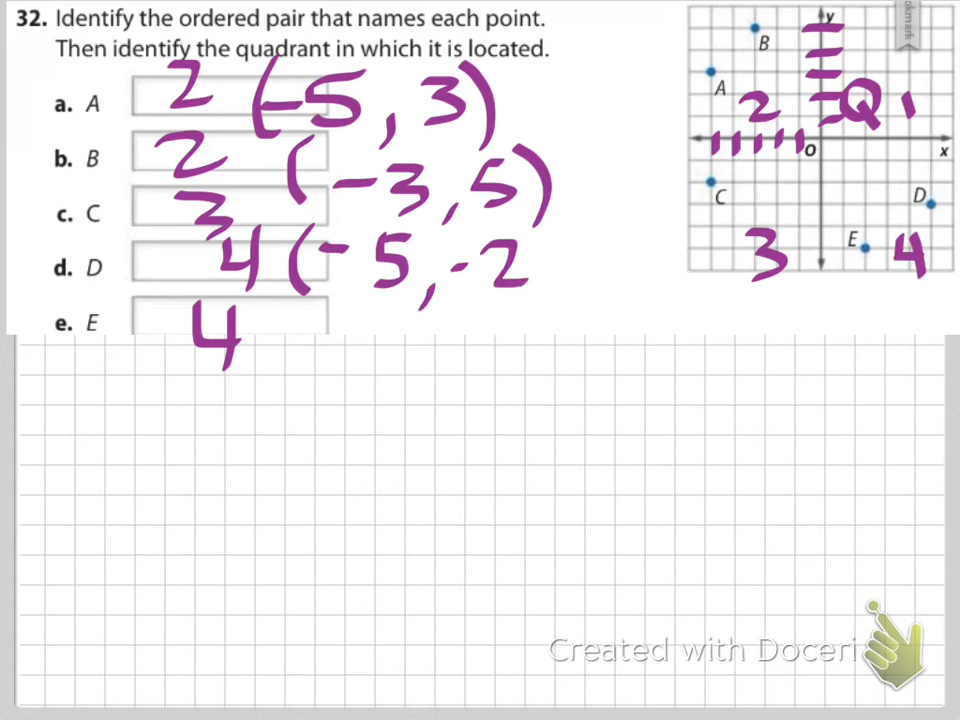 32. Identify the ordered pair that names each point.
Then identify the quadrant in which it is located.
a. A 2 (-5, 3)
b. B 2 (-3, 5)
c. C 3
d. D 4 (-5, -2
e. E 4
y
B
A
2 Q 1
O x
C D
E
3 4
Created with Doceri